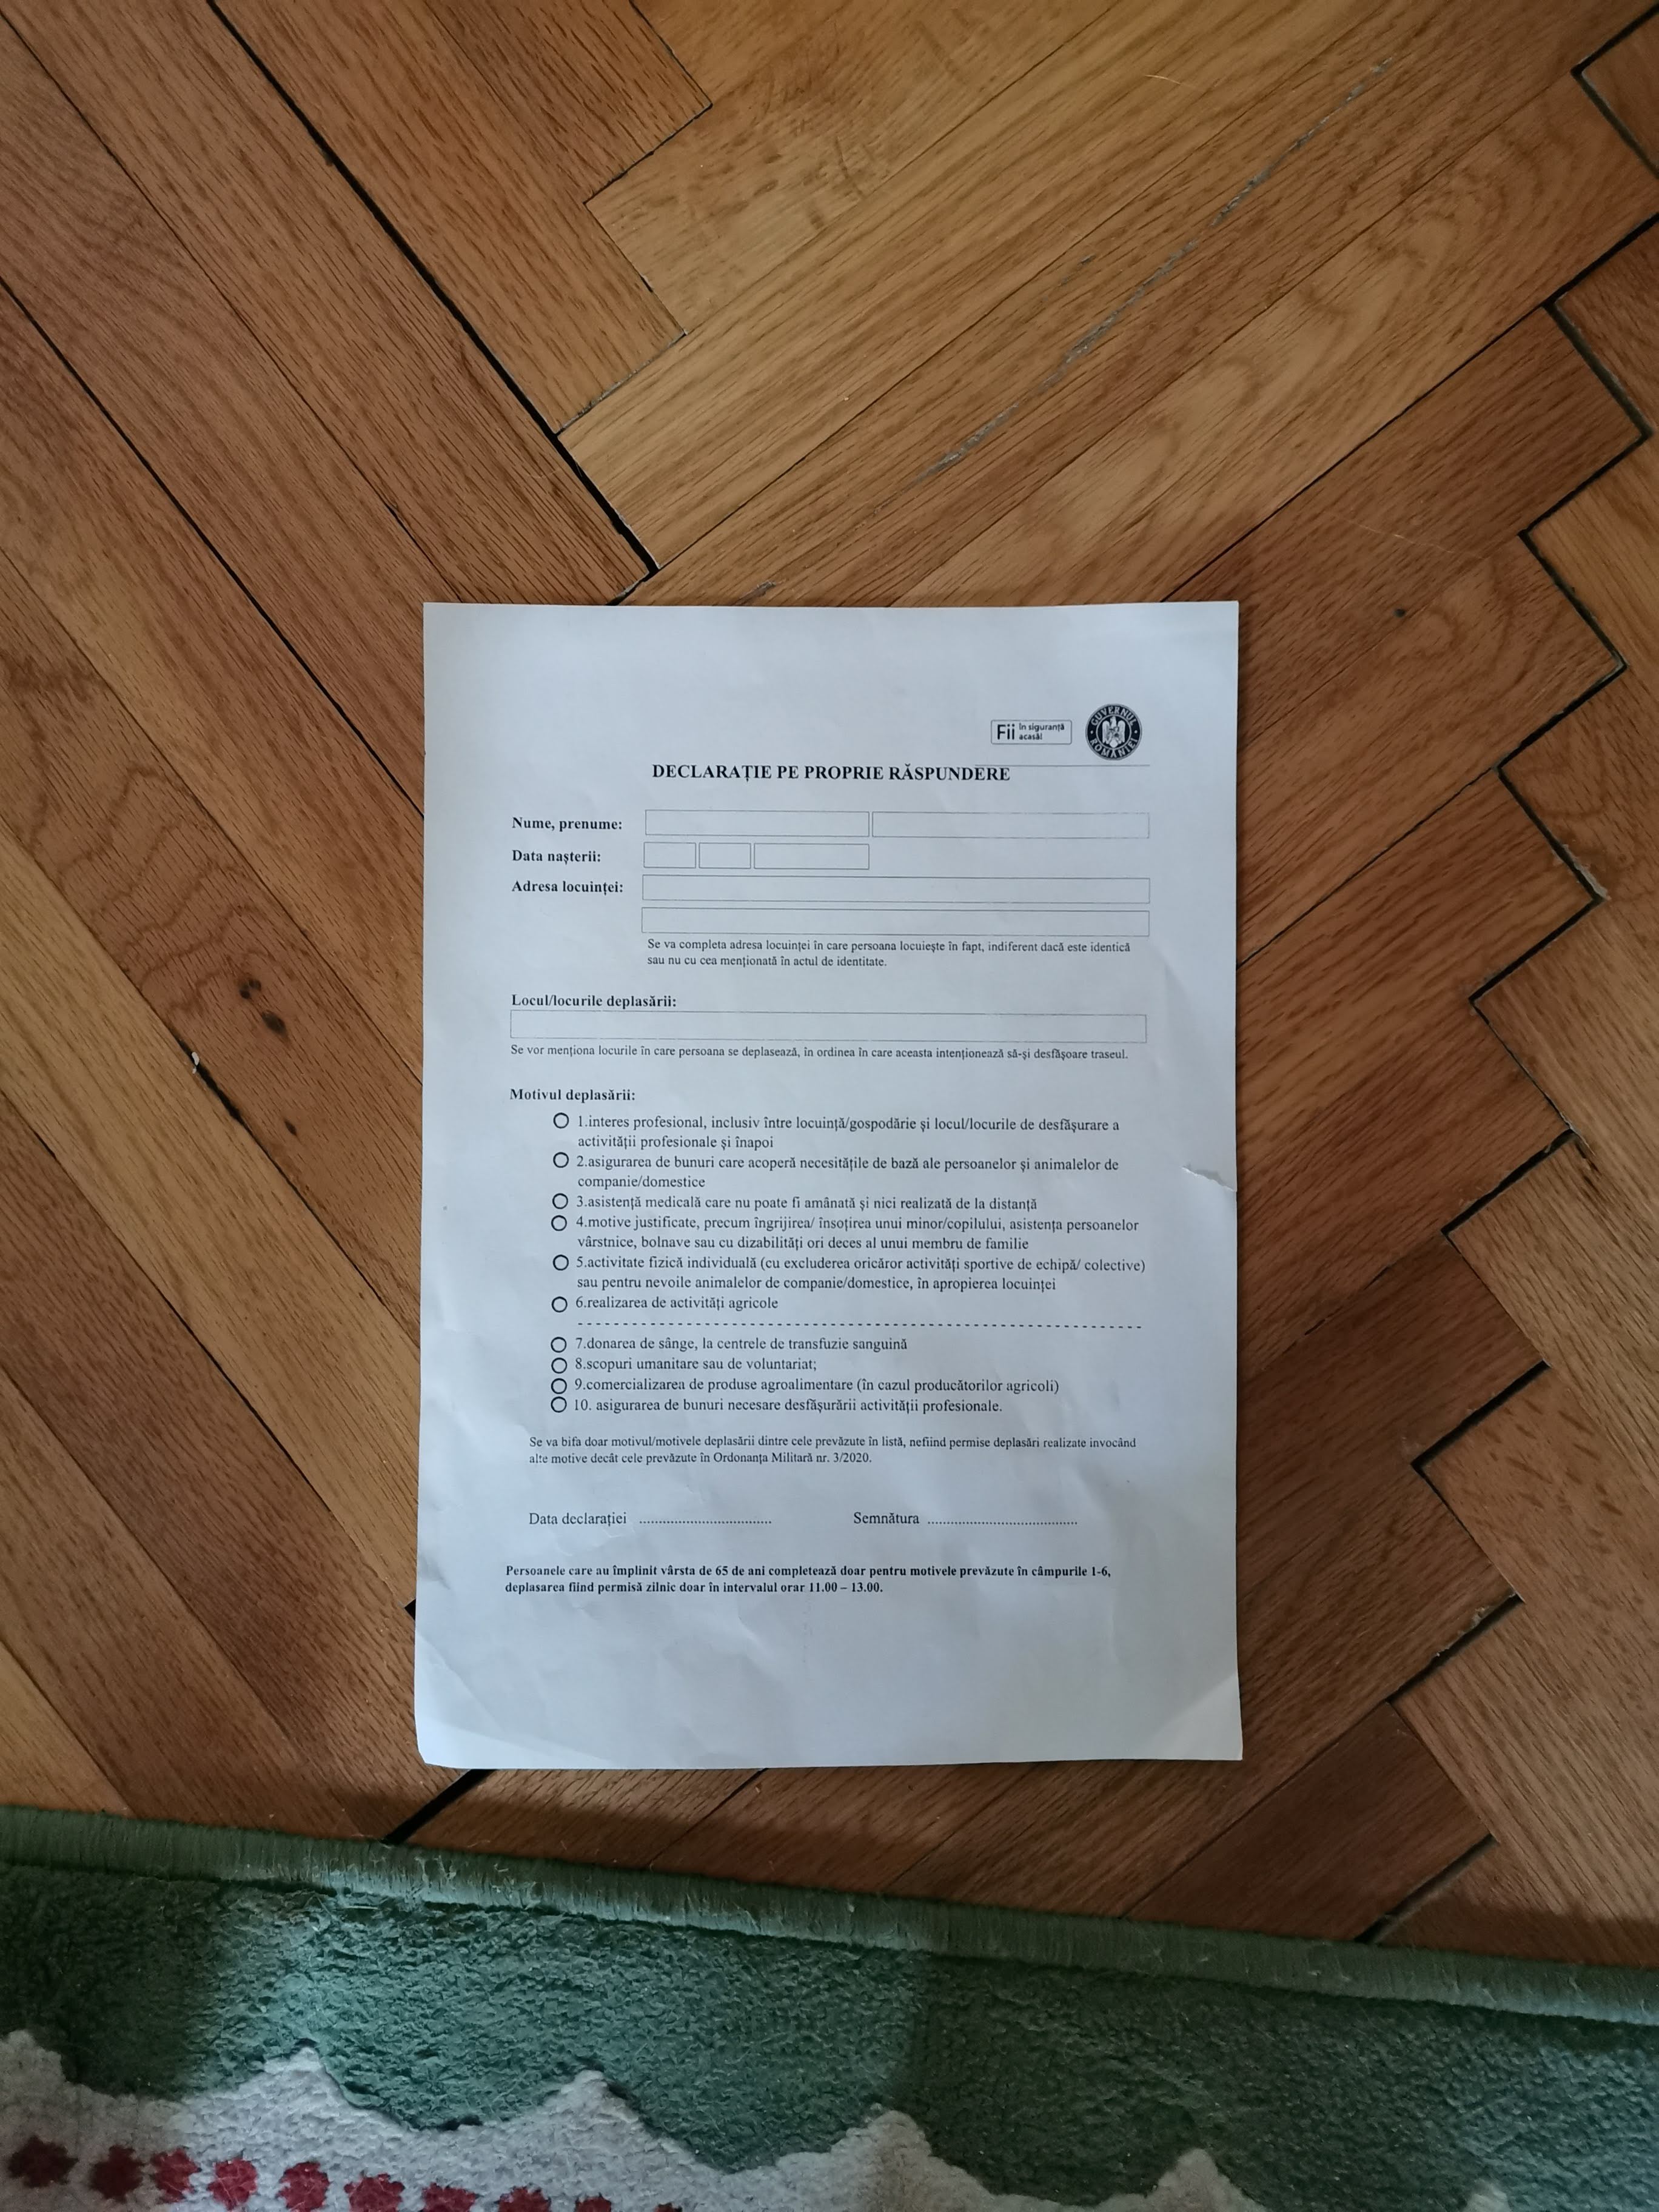 Fii în siguranță
acasă!
GUVERNUL ROMÂNIEI
DECLARAȚIE PE PROPRIE RĂSPUNDERE
Nume, prenume:
Data nașterii:
Adresa locuinței:
Se va completa adresa locuinței în care persoana locuiește în fapt, indiferent dacă este identică
sau nu cu cea menționată în actul de identitate.
Locul/locurile deplasării:
Se vor menționa locurile în care persoana se deplasează, în ordinea în care aceasta intenționează să-și desfășoare traseul.
Motivul deplasării:
1.interes profesional, inclusiv între locuință/gospodărie și locul/locurile de desfășurare a
activității profesionale și înapoi
2.asigurarea de bunuri care acoperă necesitățile de bază ale persoanelor și animalelor de
companie/domestice
3.asistență medicală care nu poate fi amânată și nici realizată de la distanță
4.motive justificate, precum îngrijirea/ însoțirea unui minor/copilului, asistența persoanelor
vârstnice, bolnave sau cu dizabilități ori deces al unui membru de familie
5.activitate fizică individuală (cu excluderea oricăror activități sportive de echipă/ colective)
sau pentru nevoile animalelor de companie/domestice, în apropierea locuinței
6.realizarea de activități agricole
7.donarea de sânge, la centrele de transfuzie sanguină
8.scopuri umanitare sau de voluntariat;
9.comercializarea de produse agroalimentare (în cazul producătorilor agricoli)
10. asigurarea de bunuri necesare desfășurării activității profesionale.
Se va bifa doar motivul/motivele deplasării dintre cele prevăzute în listă, nefiind permise deplasări realizate invocând
alte motive decât cele prevăzute în Ordonanța Militară nr. 3/2020.
Data declarației ................................... Semnătura .......................................
Persoanele care au împlinit vârsta de 65 de ani completează doar pentru motivele prevăzute în câmpurile 1-6,
deplasarea fiind permisă zilnic doar în intervalul orar 11.00 – 13.00.